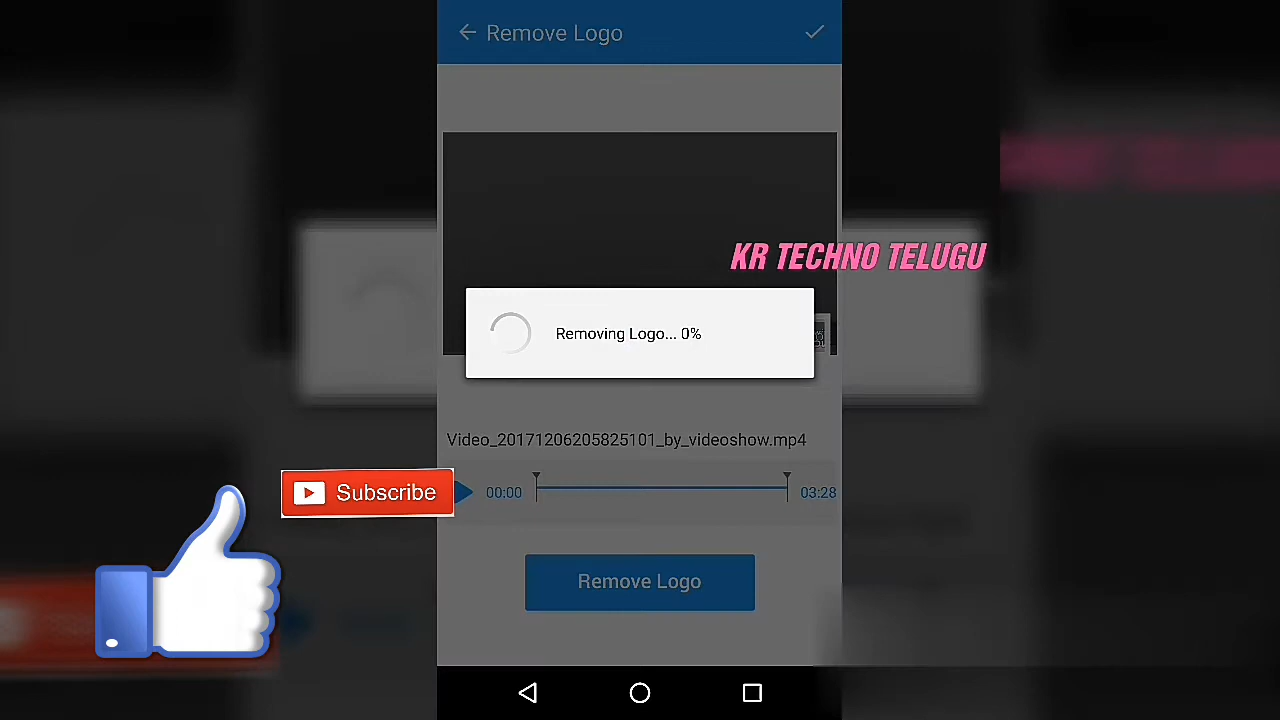 Remove Logo
KR TECHNO TELUGU
Removing Logo... 0%
Video_20171206205825101_by_videoshow.mp4
Subscribe
00:00
03:28
Remove Logo